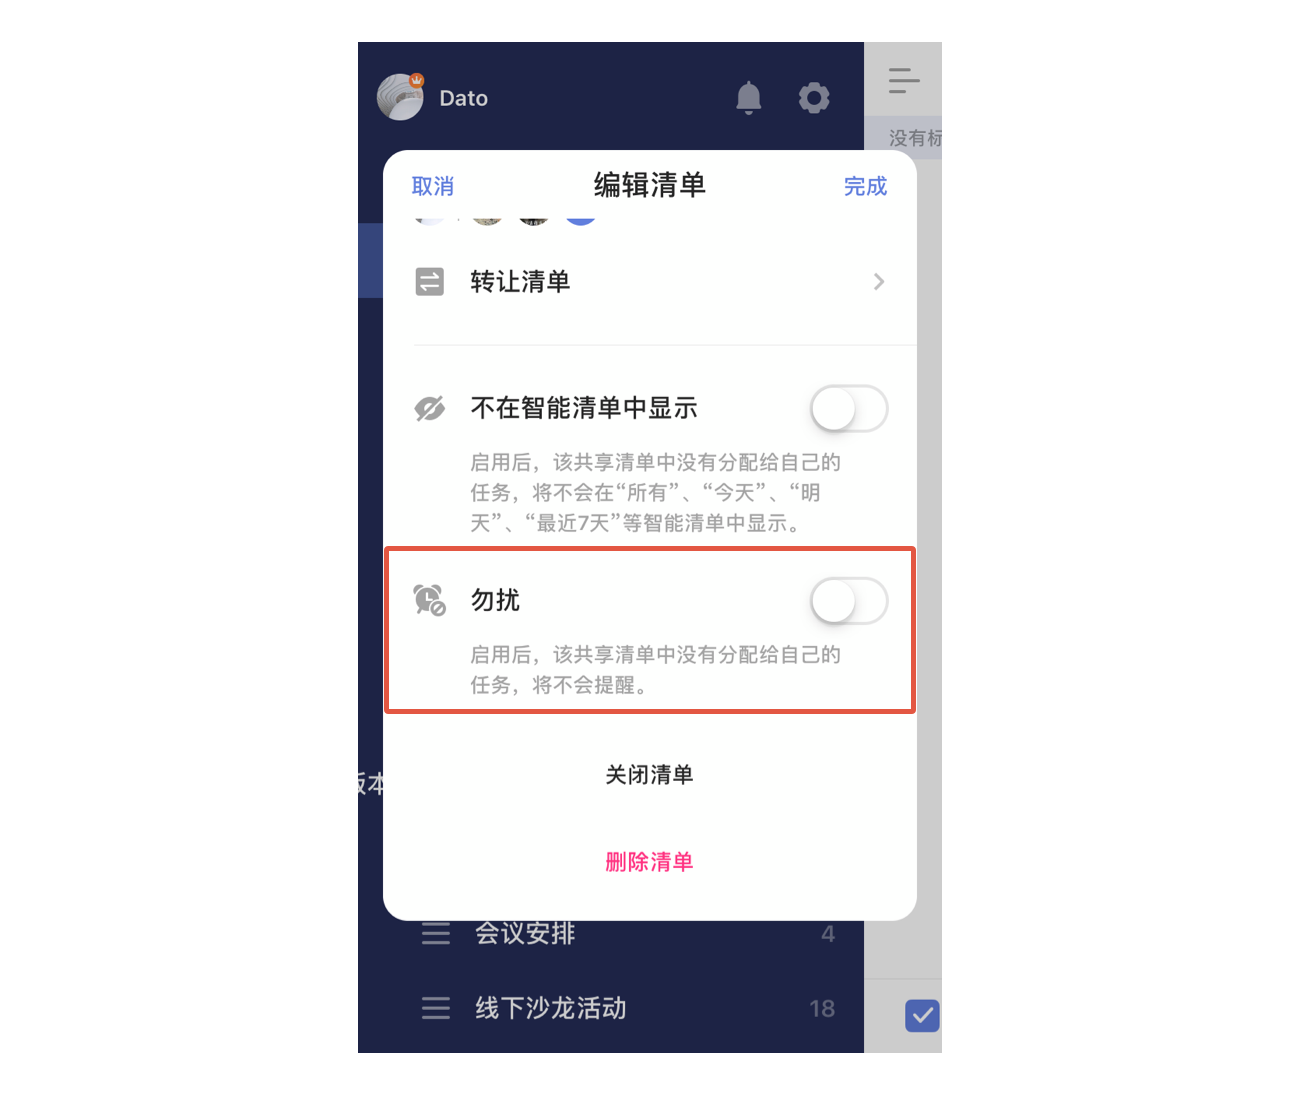 Dato
没有标
取消
编辑清单
完成
转让清单
不在智能清单中显示
启用后，该共享清单中没有分配给自己的
任务，将不会在“所有”、“今天”、“明
天”、“最近7天”等智能清单中显示。
勿扰
启用后，该共享清单中没有分配给自己的
任务，将不会提醒。
关闭清单
版本
删除清单
会议安排
4
线下沙龙活动
18